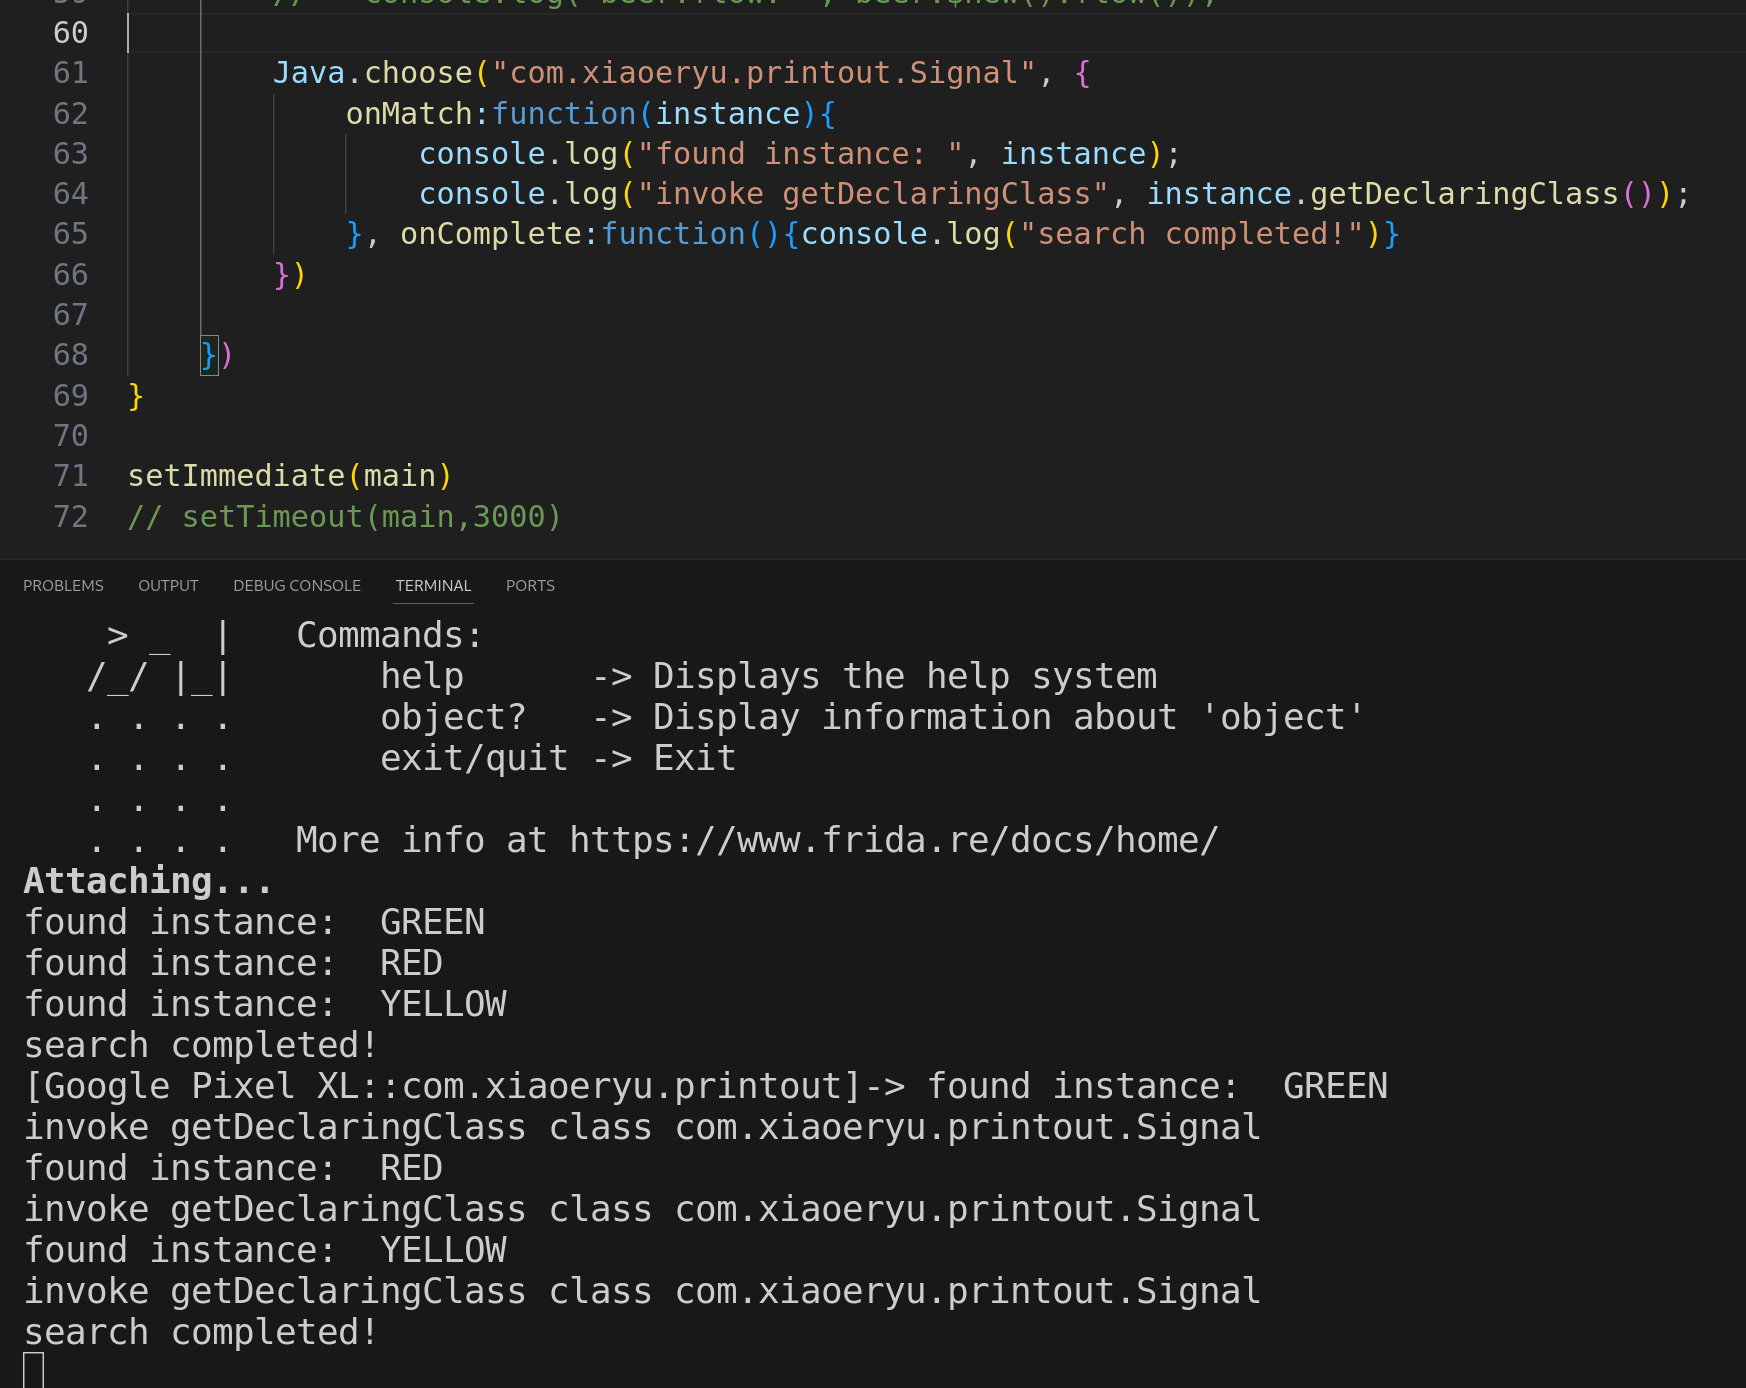 60
61 Java.choose("com.xiaoeryu.printout.Signal", {
62 onMatch:function(instance){
63 console.log("found instance: ", instance);
64 console.log("invoke getDeclaringClass", instance.getDeclaringClass());
65 }, onComplete:function(){console.log("search completed!")}
66 })
67
68 })
69 }
70
71 setImmediate(main)
72 // setTimeout(main,3000)
PROBLEMS OUTPUT DEBUG CONSOLE TERMINAL PORTS
> _ | Commands:
/_/ |_| help -> Displays the help system
. . . . object? -> Display information about 'object'
. . . . exit/quit -> Exit
. . . .
. . . . More info at https://www.frida.re/docs/home/
Attaching...
found instance: GREEN
found instance: RED
found instance: YELLOW
search completed!
[Google Pixel XL::com.xiaoeryu.printout]-> found instance: GREEN
invoke getDeclaringClass class com.xiaoeryu.printout.Signal
found instance: RED
invoke getDeclaringClass class com.xiaoeryu.printout.Signal
found instance: YELLOW
invoke getDeclaringClass class com.xiaoeryu.printout.Signal
search completed!